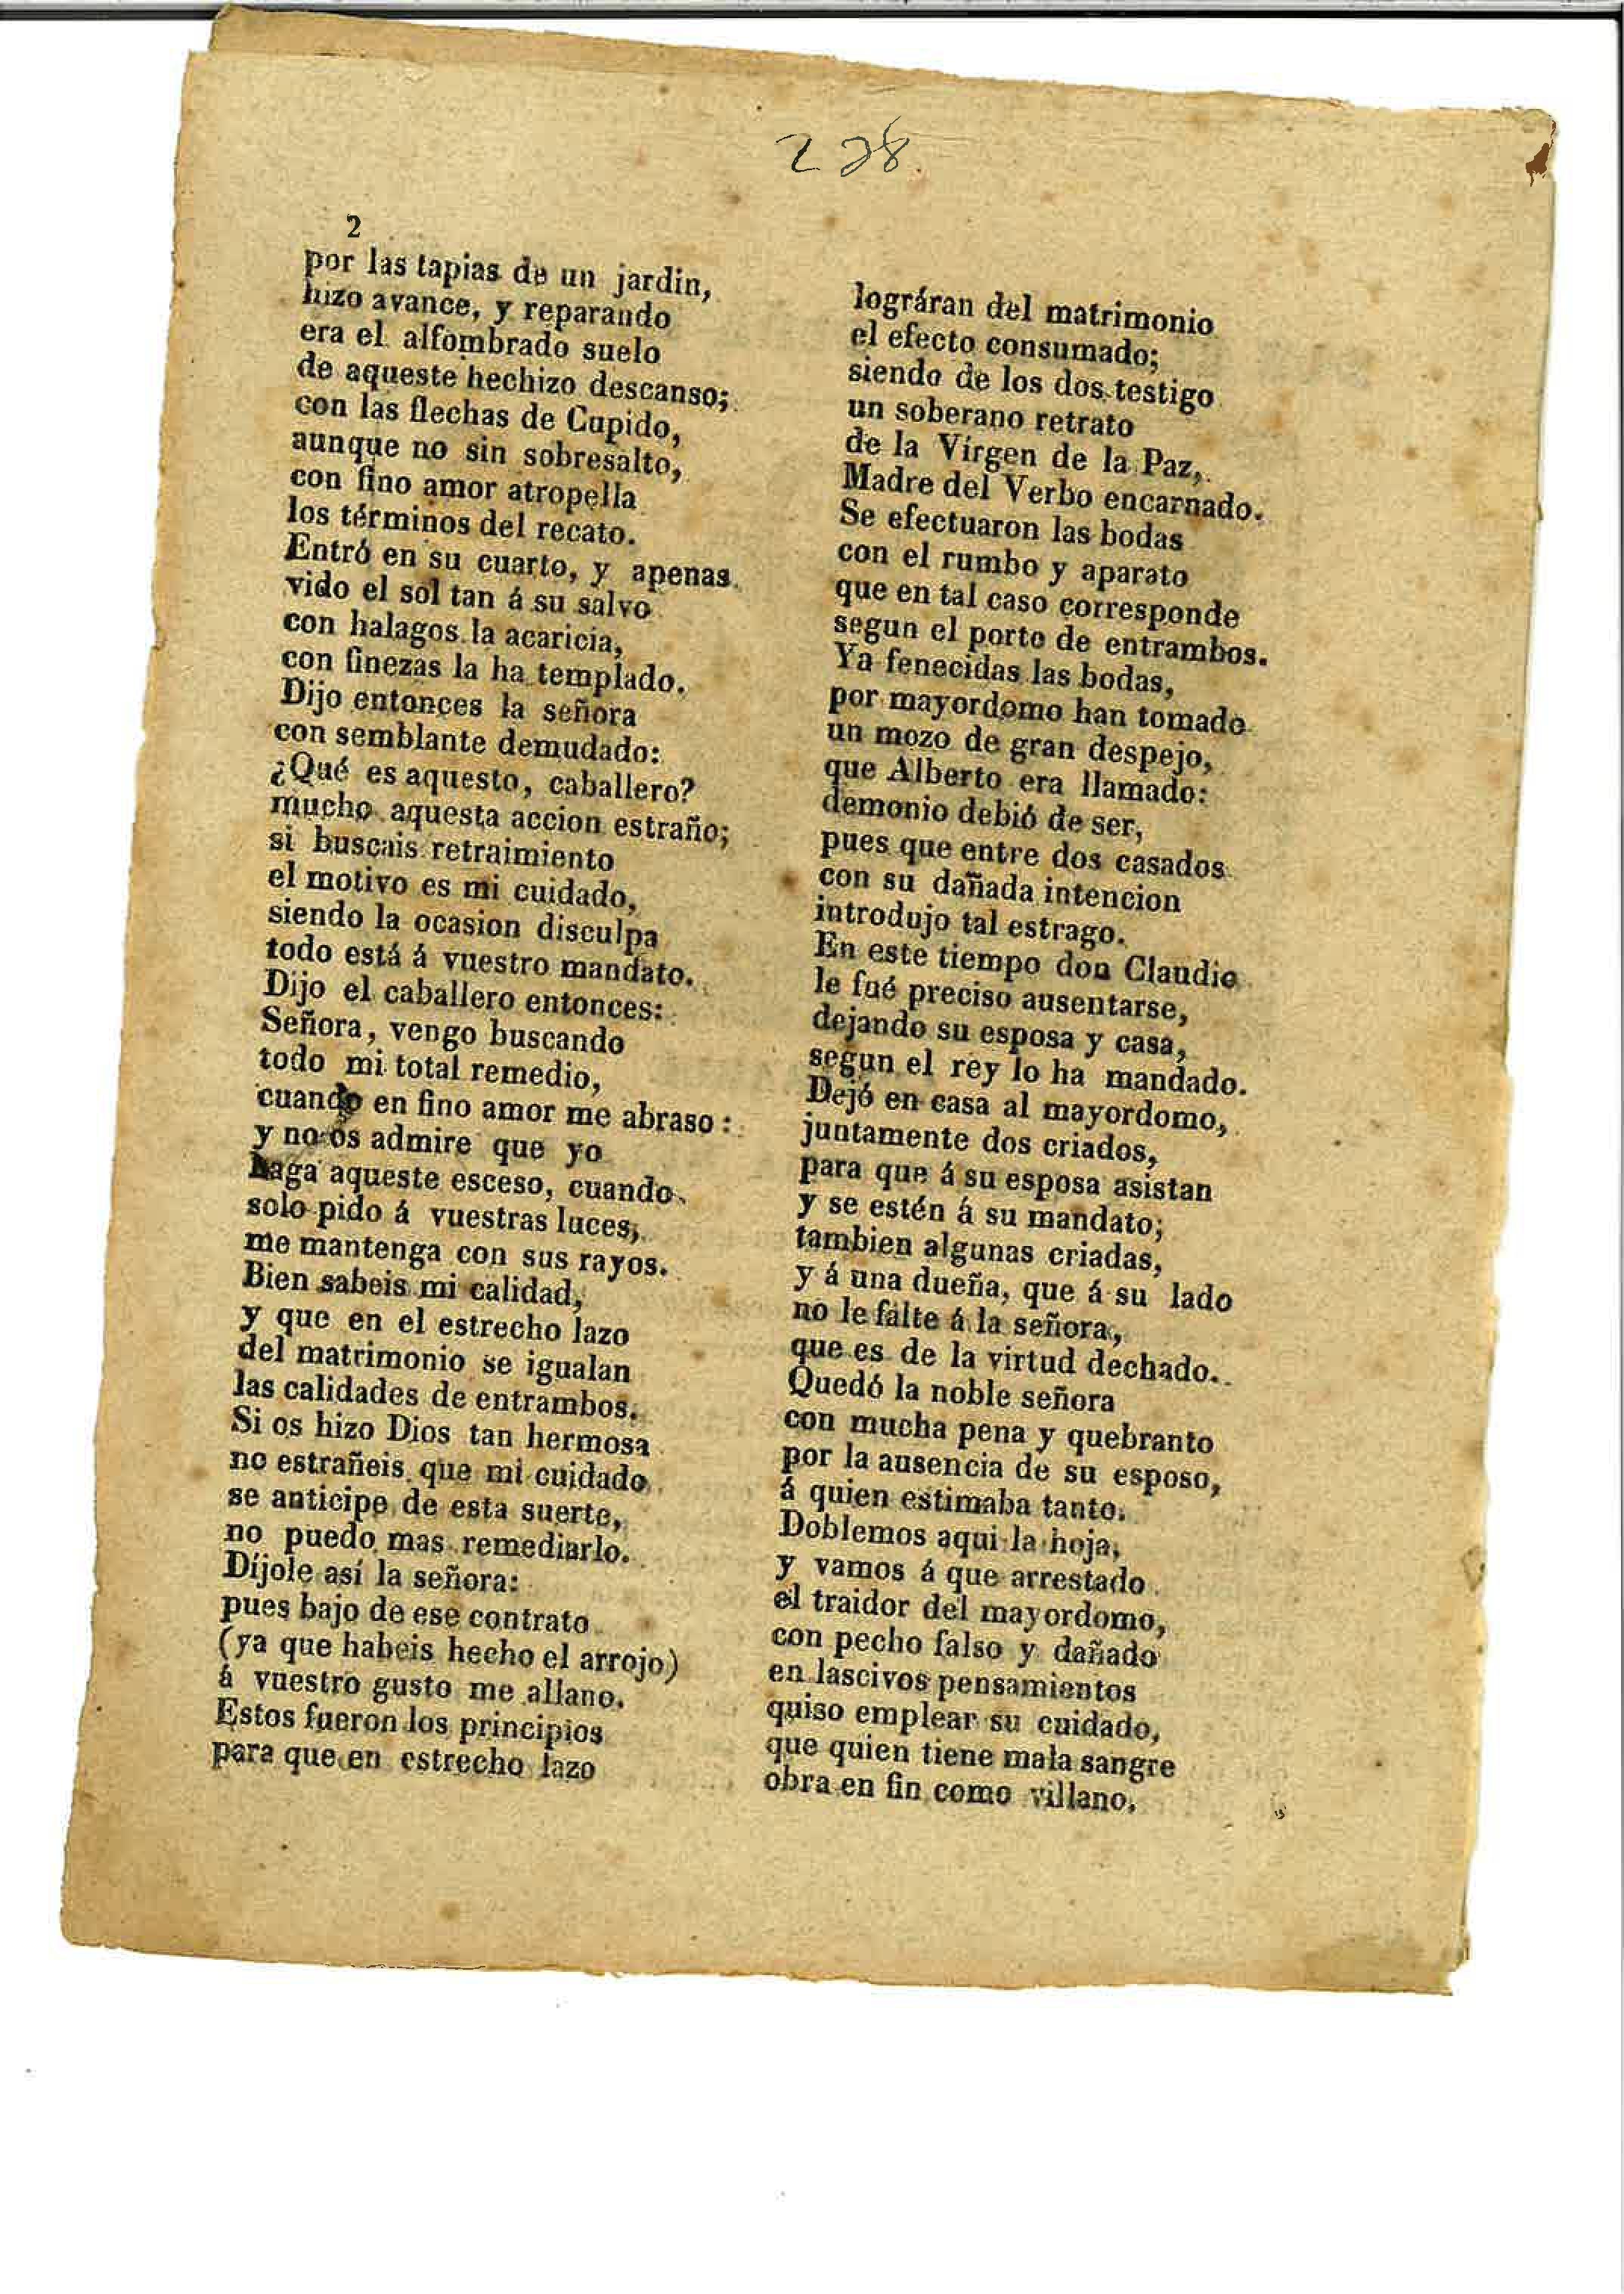 228.
2
por las tapias de un jardin,
hizo avance, y reparando
era el alfombrado suelo
de aqueste hechizo descanso;
con las flechas de Cupido,
aunque no sin sobresalto,
con fino amor atropella
los términos del recato.
Entró en su cuarto, y apenas
vido el sol tan á su salvo
con halagos la acaricia,
con finezas la ha templado.
Dijo entonces la señora
con semblante demudado:
¿Qué es aquesto, caballero?
mucho aquesta accion estraño;
si buscais retraimiento
el motivo es mi cuidado,
siendo la ocasion disculpa
todo está á vuestro mandato.
Dijo el caballero entonces:
Señora, vengo buscando
todo mi total remedio,
cuando en fino amor me abraso:
y no os admire que yo
haga aqueste esceso, cuando
solo pido á vuestras luces,
me mantenga con sus rayos.
Bien sabeis mi calidad,
y que en el estrecho lazo
del matrimonio se igualan
las calidades de entrambos.
Si os hizo Dios tan hermosa
no estrañeis que mi cuidado
se anticipe de esta suerte,
no puedo mas remediarlo.
Díjole así la señora:
pues bajo de ese contrato
(ya que habeis hecho el arrojo)
á vuestro gusto me allano.
Estos fueron los principios
para que en estrecho lazo
lográran del matrimonio
el efecto consumado;
siendo de los dos testigo
un soberano retrato
de la Vírgen de la Paz,
Madre del Verbo encarnado.
Se efectuaron las bodas
con el rumbo y aparato
que en tal caso corresponde
segun el porte de entrambos.
Ya fenecidas las bodas,
por mayordomo han tomado
un mozo de gran despejo,
que Alberto era llamado:
demonio debió de ser,
pues que entre dos casados
con su dañada intencion
introdujo tal estrago.
En este tiempo don Claudio
le fué preciso ausentarse,
dejando su esposa y casa,
segun el rey lo ha mandado.
Dejó en casa al mayordomo,
juntamente dos criados,
para que á su esposa asistan
y se estén á su mandato;
tambien algunas criadas,
y á una dueña, que á su lado
no le falte á la señora,
que es de la virtud dechado.
Quedó la noble señora
con mucha pena y quebranto
por la ausencia de su esposo,
á quien estimaba tanto.
Doblemos aqui la hoja,
y vamos á que arrestado
el traidor del mayordomo,
con pecho falso y dañado
en lascivos pensamientos
quiso emplear su cuidado,
que quien tiene mala sangre
obra en fin como villano.